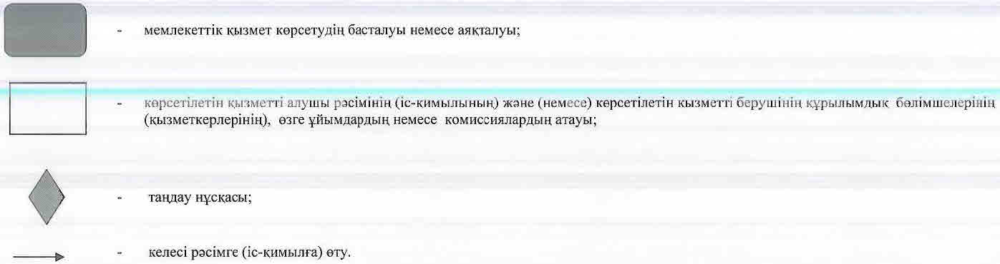 - мемлекеттік қызмет көрсетудің басталуы немесе аяқталуы;
- көрсетілетін қызметті алушы рәсімінің (іс-қимылының) және (немесе) көрсетілетін қызметті берушінің құрылымдық бөлімшелерінің
(қызметкерлерінің), өзге ұйымдардың немесе комиссиялардың атауы;
- таңдау нұсқасы;
- келесі рәсімге (іс-қимылға) өту.